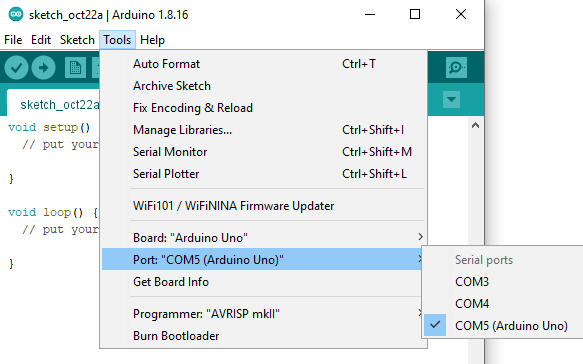 sketch_oct22a | Arduino 1.8.16
File Edit Sketch Tools Help
sketch_oct22a
void setup()
// put your
}
void loop() {
// put your
}
Auto Format Ctrl+T
Archive Sketch
Fix Encoding & Reload
Manage Libraries... Ctrl+Shift+I
Serial Monitor Ctrl+Shift+M
Serial Plotter Ctrl+Shift+L
WiFi101 / WiFiNINA Firmware Updater
Board: "Arduino Uno"
Port: "COM5 (Arduino Uno)"
Get Board Info
Programmer: "AVRISP mkII"
Burn Bootloader
Serial ports
COM3
COM4
COM5 (Arduino Uno)